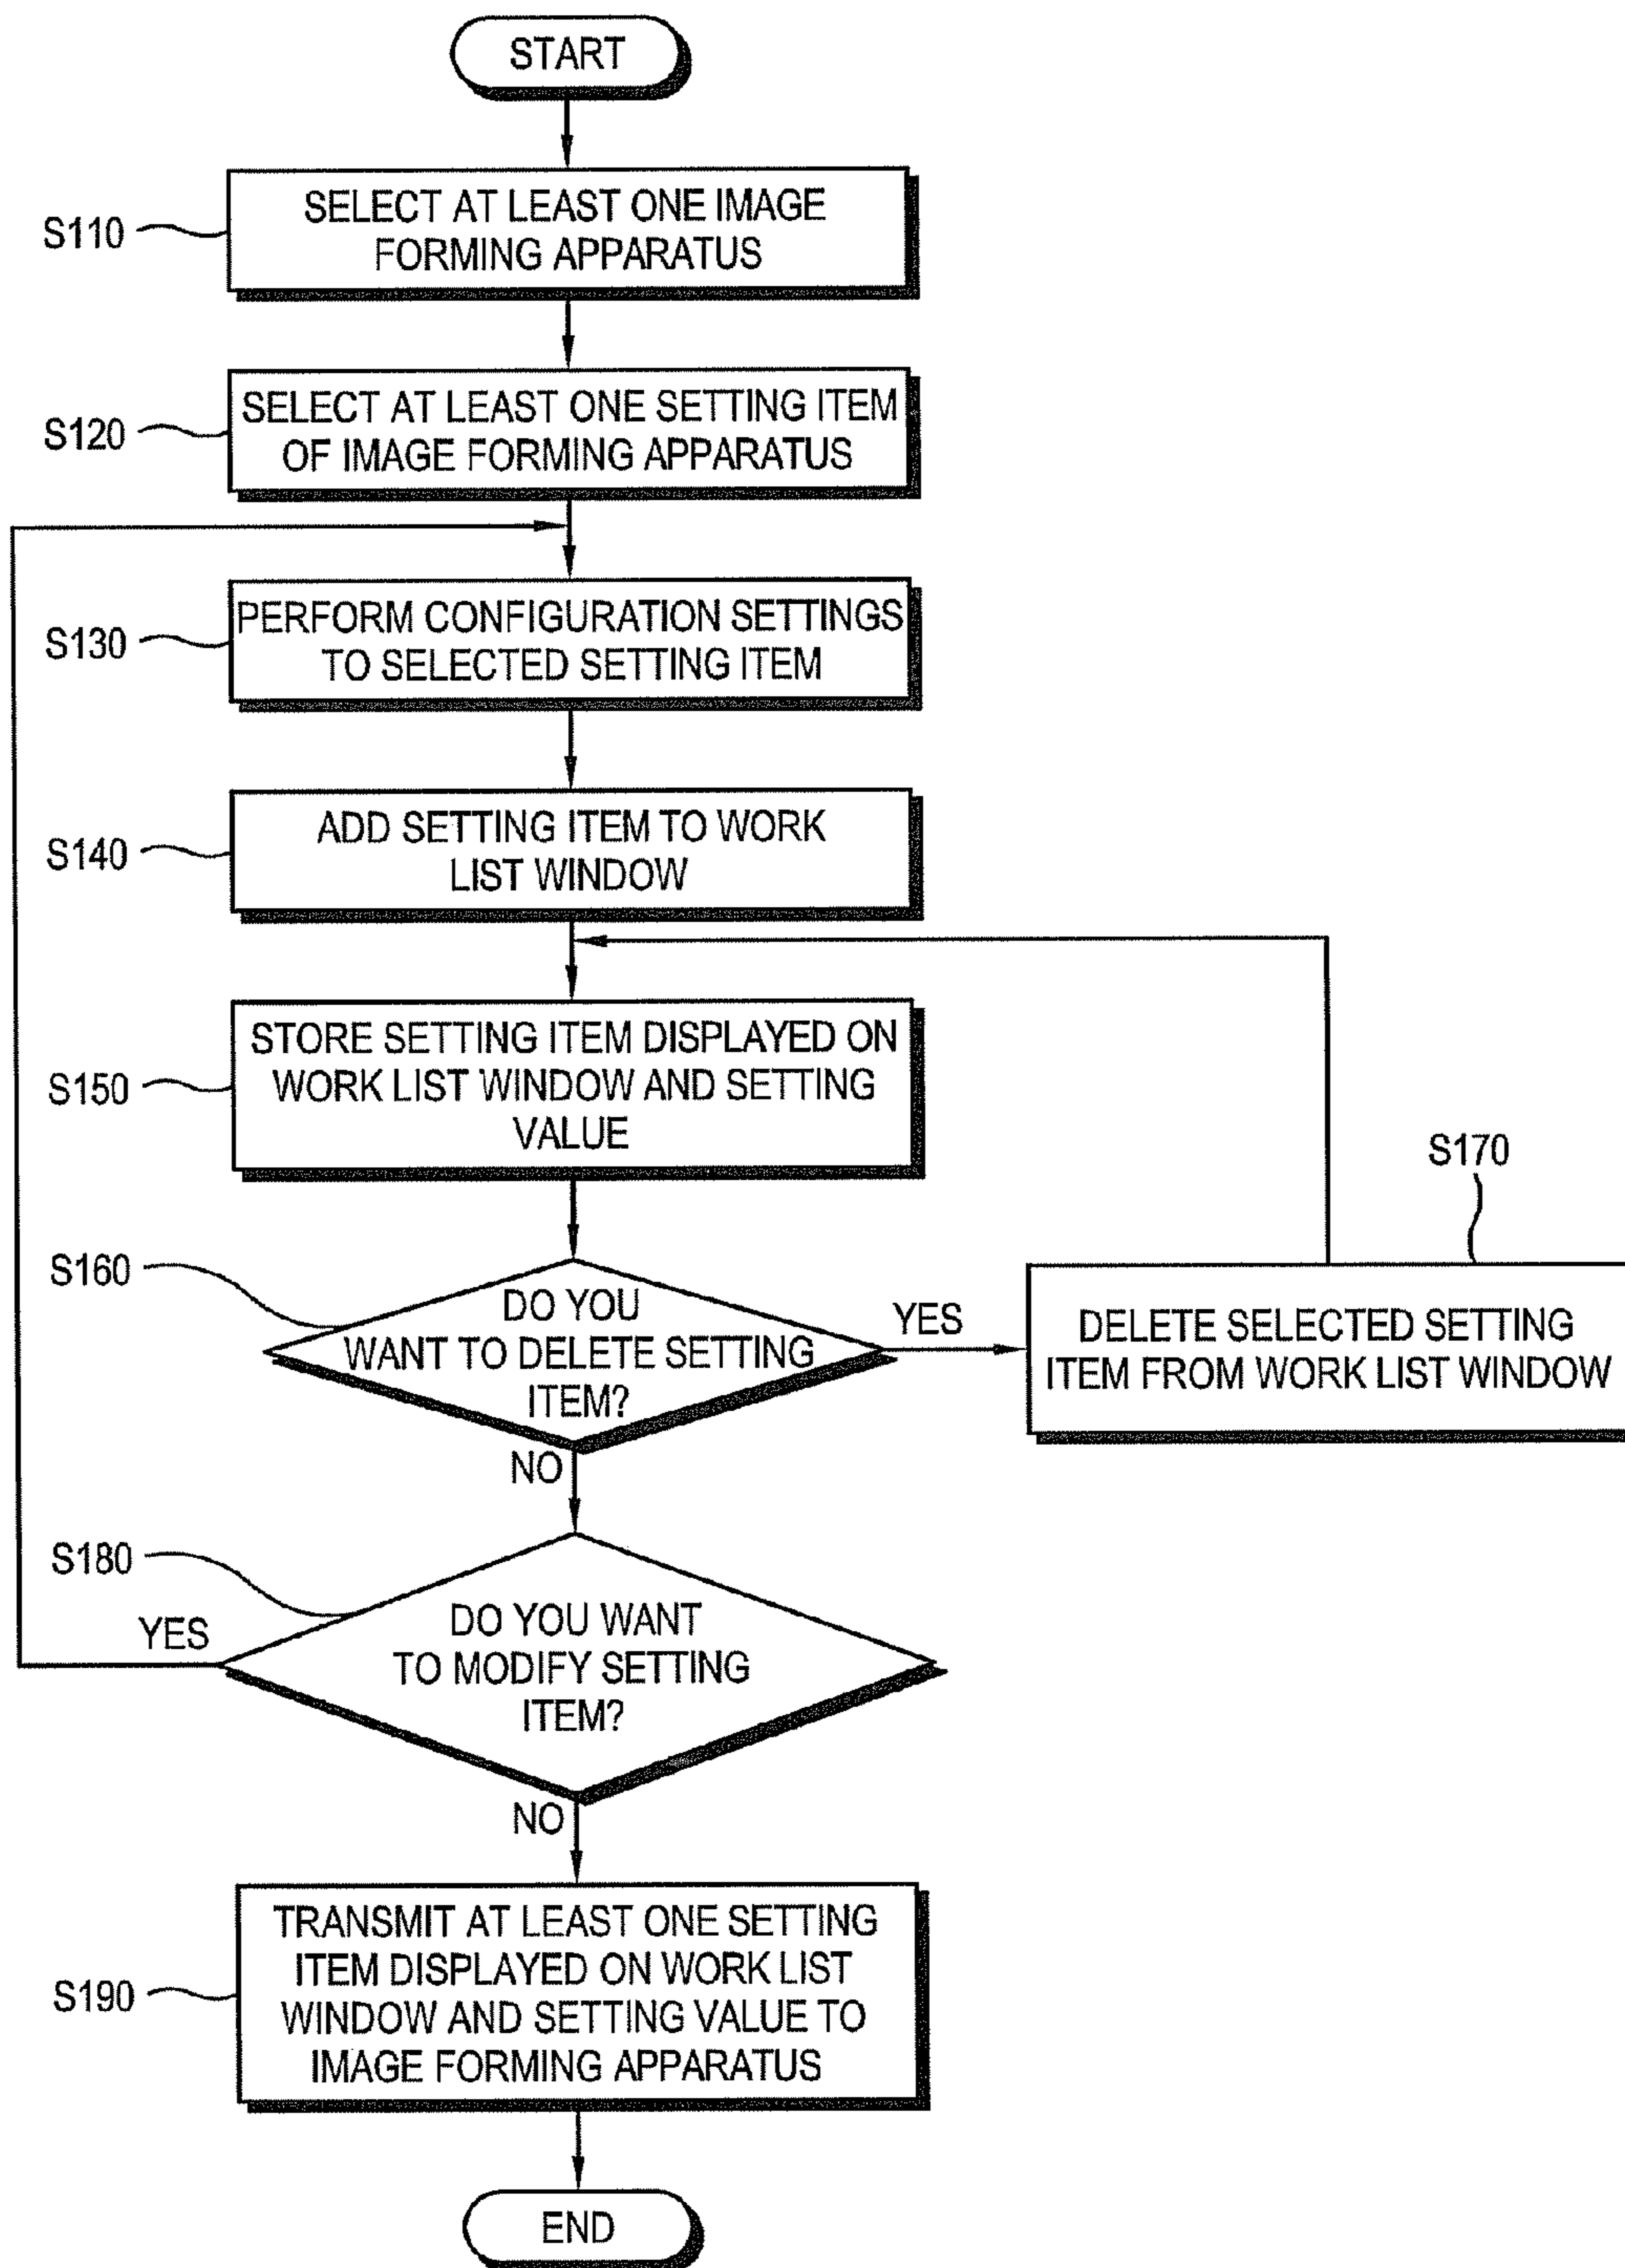 START
S110
SELECT AT LEAST ONE IMAGE
FORMING APPARATUS
S120
SELECT AT LEAST ONE SETTING ITEM
OF IMAGE FORMING APPARATUS
S130
PERFORM CONFIGURATION SETTINGS
TO SELECTED SETTING ITEM
S140
ADD SETTING ITEM TO WORK
LIST WINDOW
S150
STORE SETTING ITEM DISPLAYED ON
WORK LIST WINDOW AND SETTING
VALUE
S160
DO YOU
WANT TO DELETE SETTING
ITEM?
YES
S170
DELETE SELECTED SETTING
ITEM FROM WORK LIST WINDOW
NO
S180
DO YOU WANT
TO MODIFY SETTING
ITEM?
YES
NO
S190
TRANSMIT AT LEAST ONE SETTING
ITEM DISPLAYED ON WORK LIST
WINDOW AND SETTING VALUE TO
IMAGE FORMING APPARATUS
END